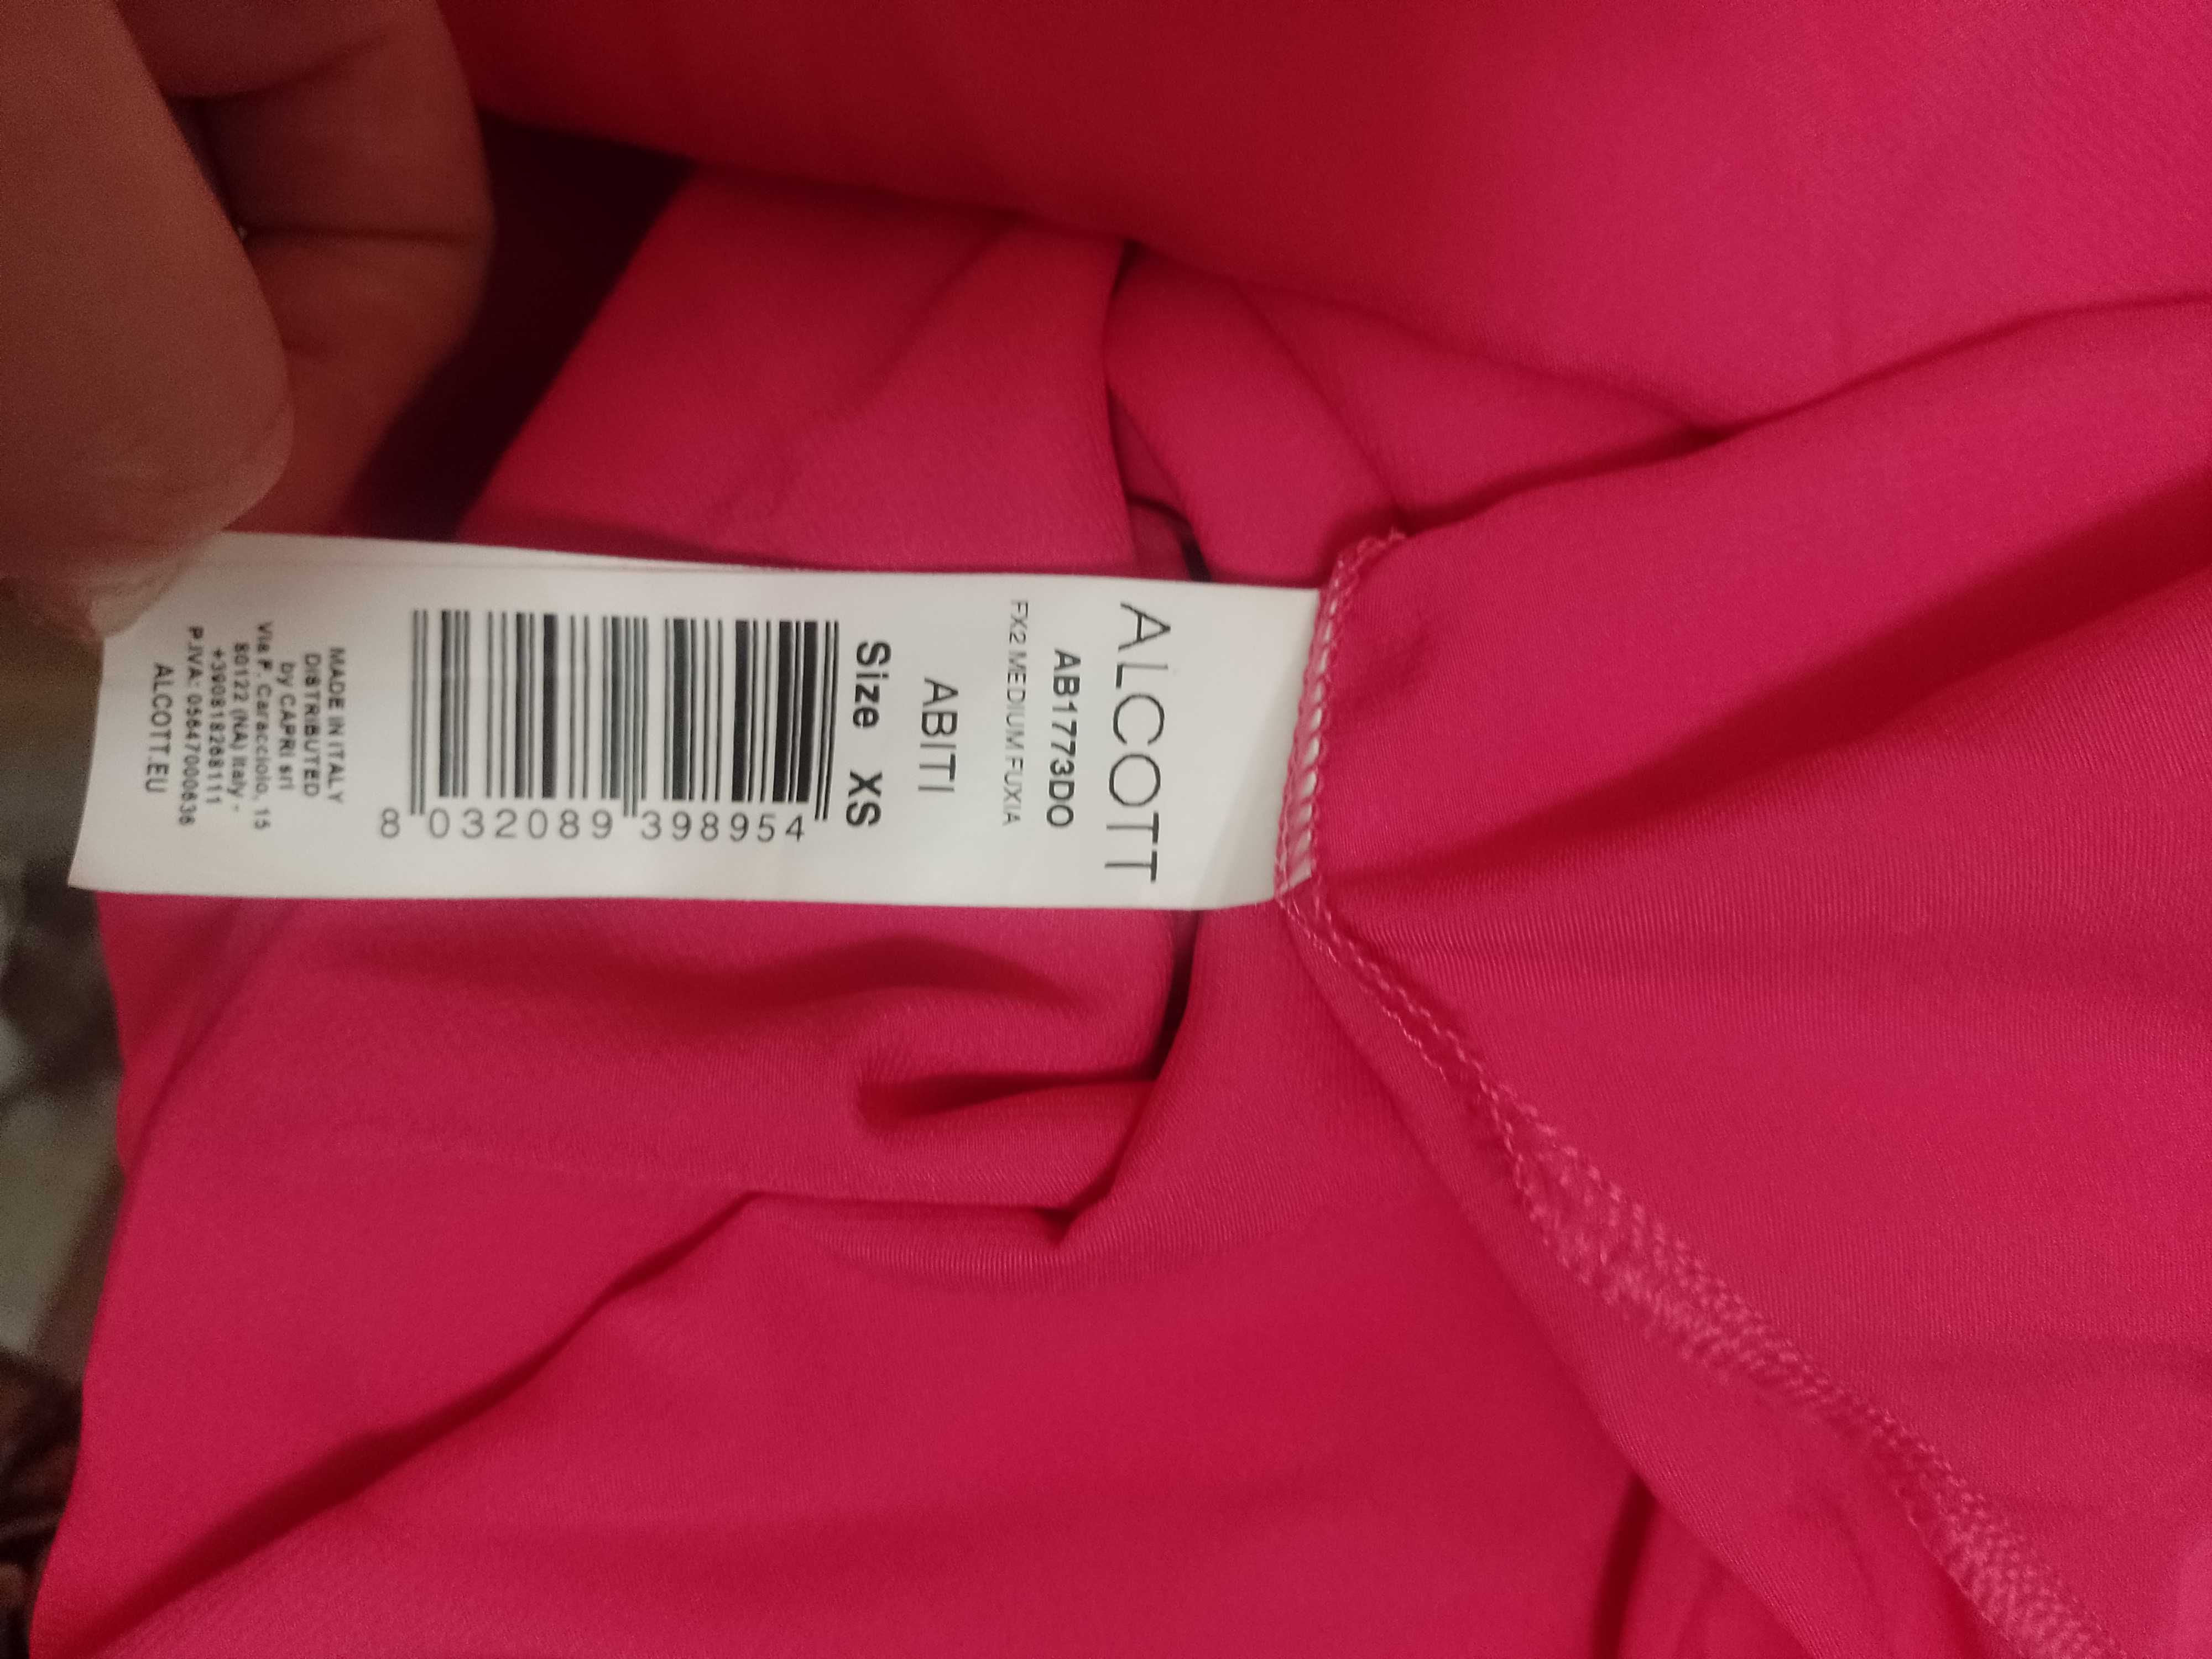 ALCOTT
AB1773DO
FX2 MEDIUM FUXIA
ABITI
Size XS
8 032089 398954
MADE IN ITALY
DISTRIBUTED
by CAPRI srl
Via F. Caracciolo, 15
80122 (NA) Italy -
+390818268111
P.IVA: 05647000636
ALCOTT.EU